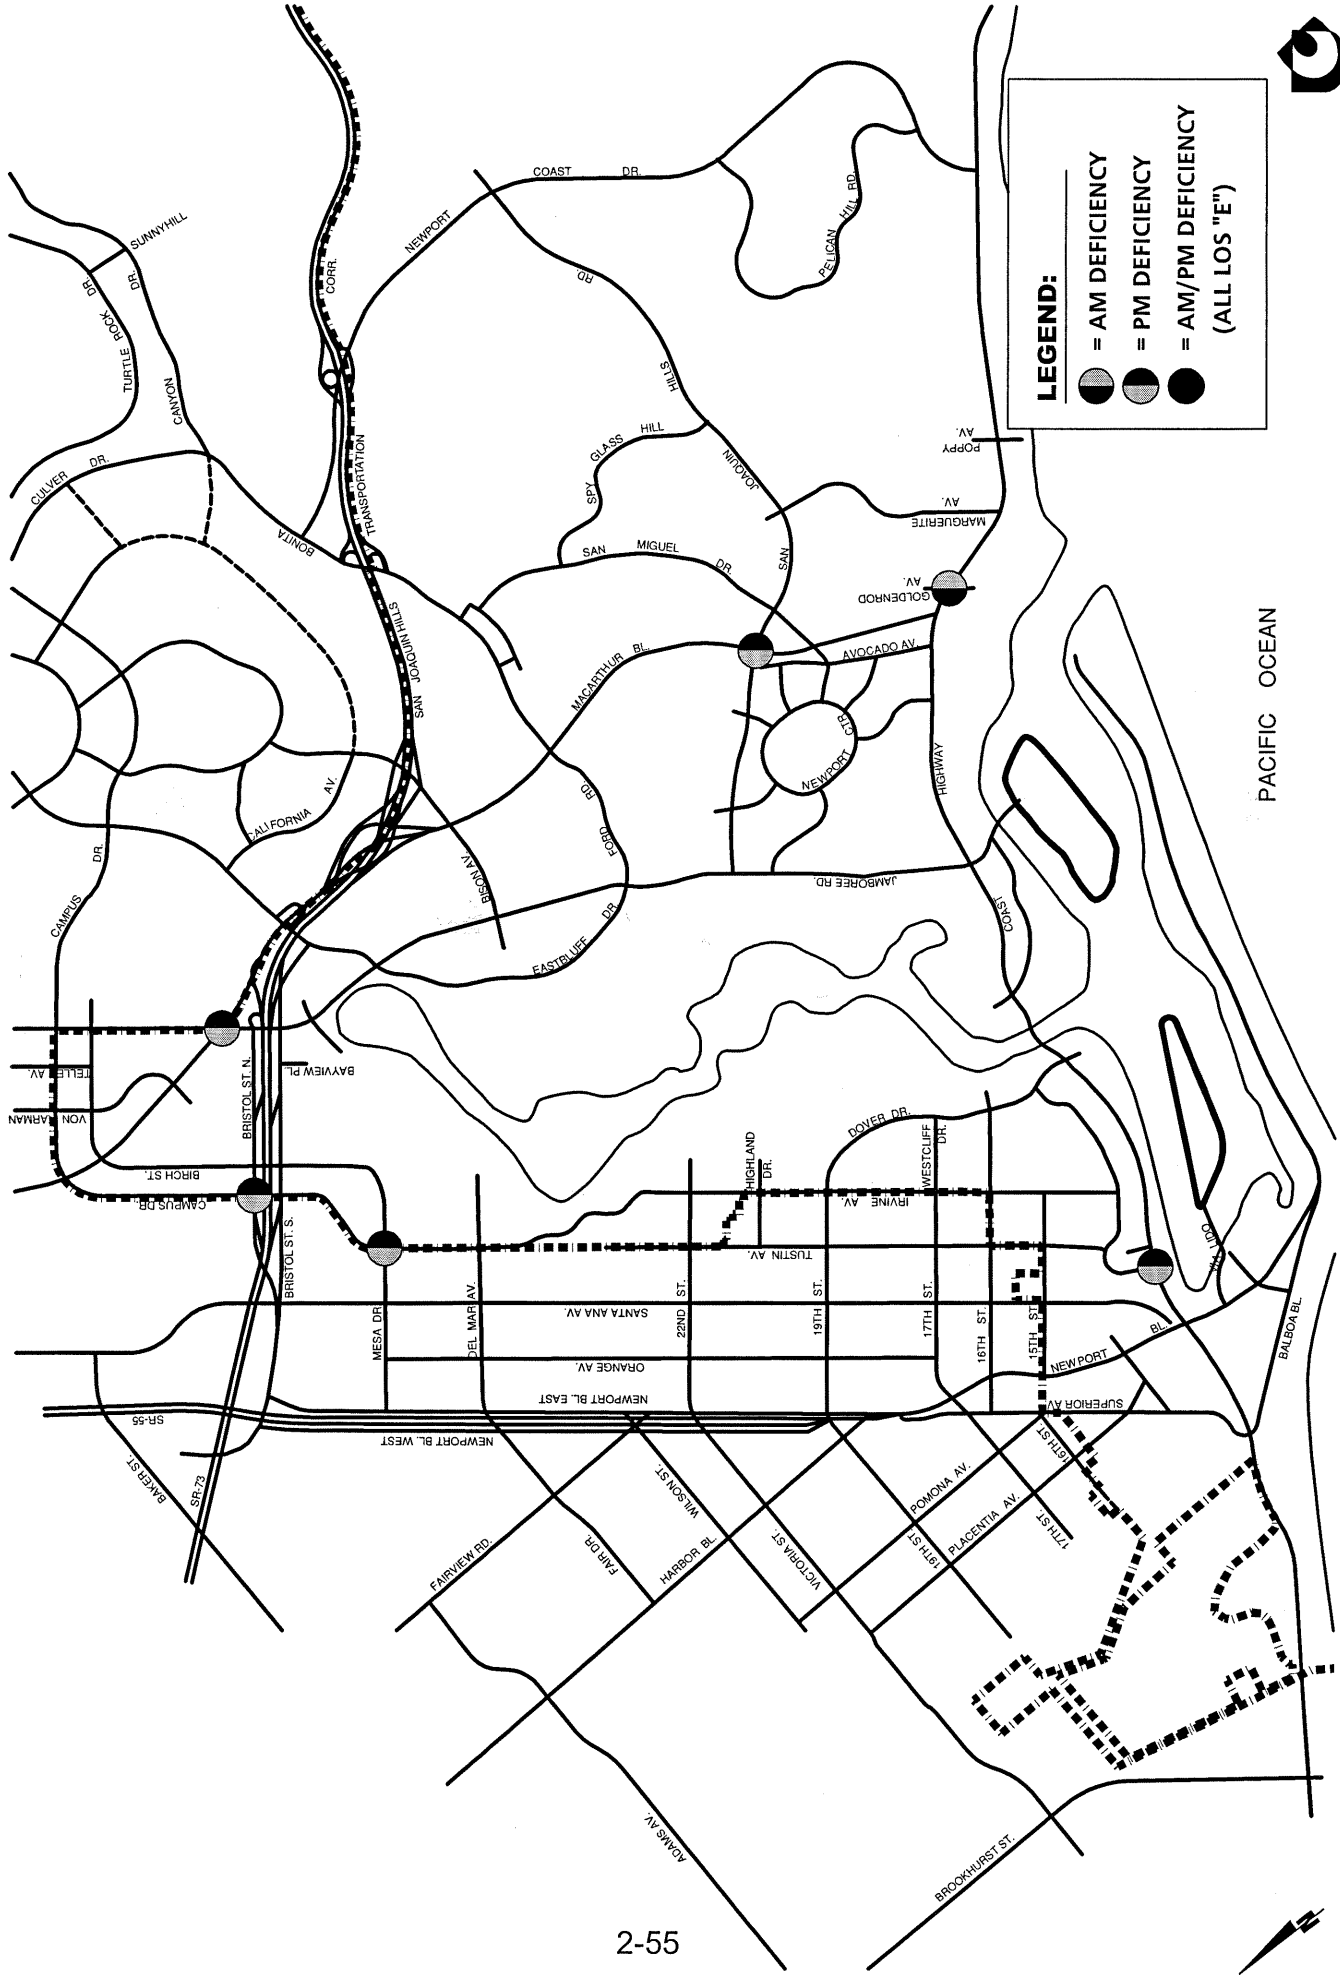 SUNNYHILL
DR.
TURTLE ROCK DR.
CANYON
CULVER DR.
BONITA
CORR.
TRANSPORTATION
SAN JOAQUIN HILLS
NEWPORT COAST DR.
PELICAN HILL RD.
SAN JOAQUIN HILLS RD.
SPY GLASS HILL
SAN MIGUEL DR.
MACARTHUR BL.
MARGUERITE AV.
POPPY AV.
GOLDENROD AV.
AVOCADO AV.
NEWPORT CTR
COAST HIGHWAY
JAMBOREE RD.
FORD RD.
BISON AV.
EASTBLUFF DR.
CALIFORNIA AV.
CAMPUS DR.
BAYVIEW PL.
BRISTOL ST. N.
BRISTOL ST. S.
BIRCH ST.
CAMPUS DR.
MESA DR.
DEL MAR AV.
22ND ST.
HIGHLAND DR.
19TH ST.
DOVER DR.
WESTCLIFF DR.
17TH ST.
16TH ST.
15TH ST.
IRVINE AV.
TUSTIN AV.
SANTA ANA AV.
ORANGE AV.
NEWPORT BL. EAST
NEWPORT BL. WEST
NEWPORT BL.
SUPERIOR AV
VIA LIDO
BALBOA BL.
SR-55
SR-73
BAKER ST.
FAIRVIEW RD.
FAIR DR.
WILSON ST.
HARBOR BL.
VICTORIA ST.
POMONA AV.
19TH ST.
PLACENTIA AV.
17TH ST.
16TH ST.
ADAMS AV.
BROOKHURST ST.
PACIFIC OCEAN
LEGEND:
= AM DEFICIENCY
= PM DEFICIENCY
= AM/PM DEFICIENCY
(ALL LOS "E")
N
2-55